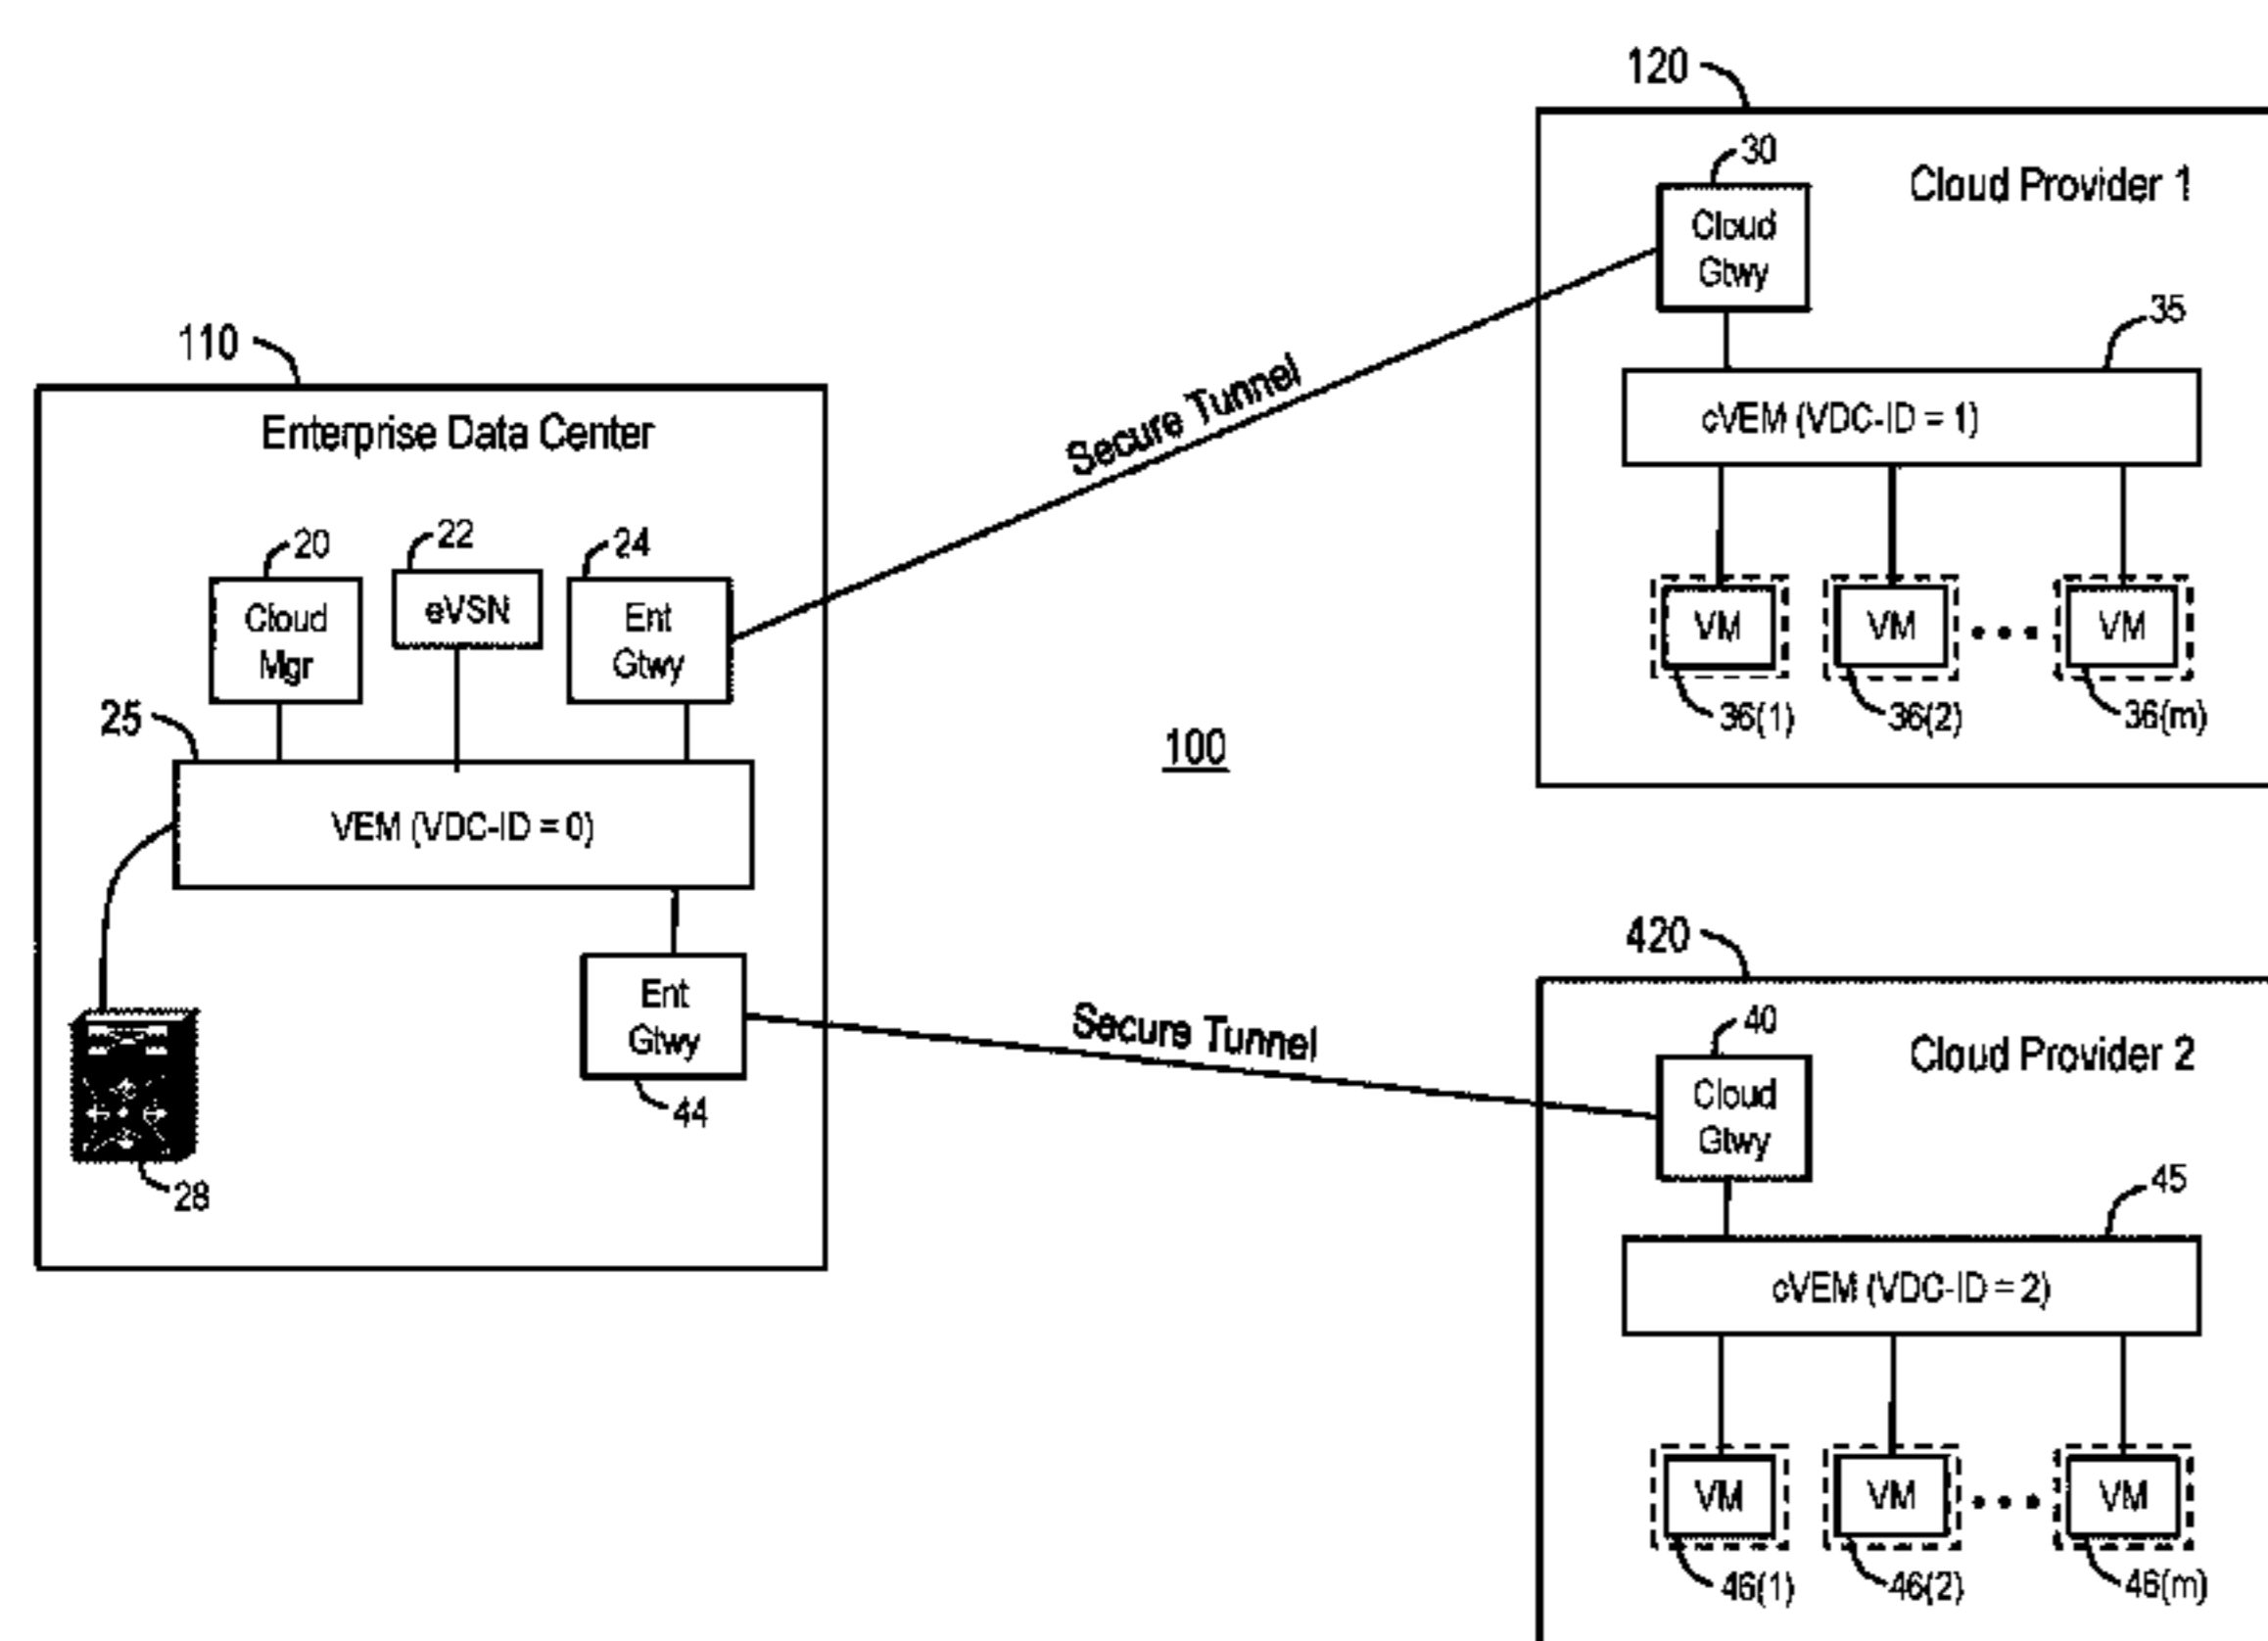 120
30
Cloud Provider 1
Cloud
Gtwy
35
cVEM (VDC-ID = 1)
VM
VM
VM
36(1)
36(2)
36(m)
110
Enterprise Data Center
20
22
24
Cloud
Mgr
eVSN
Ent
Gtwy
25
VEM (VDC-ID = 0)
Ent
Gtwy
44
28
Secure Tunnel
100
Secure Tunnel
420
40
Cloud Provider 2
Cloud
Gtwy
45
cVEM (VDC-ID = 2)
VM
VM
VM
46(1)
46(2)
46(m)